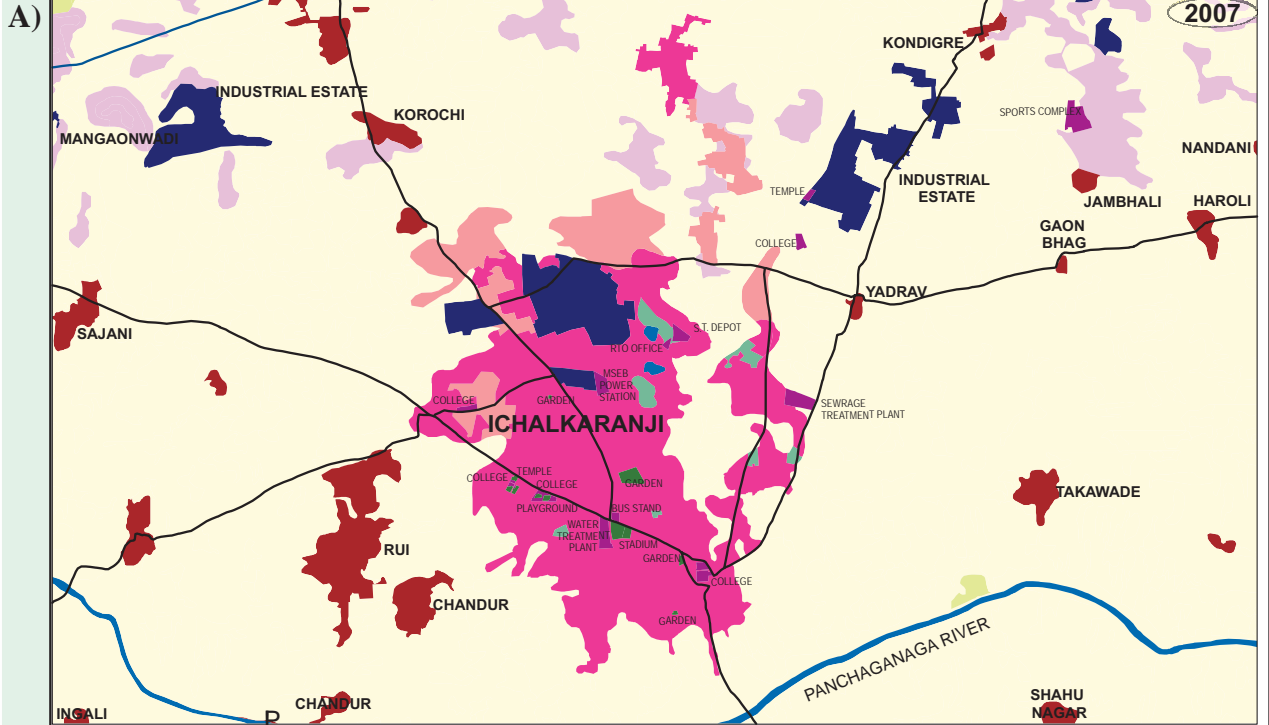 A)
2007
KONDIGRE
INDUSTRIAL ESTATE
KOROCHI
SPORTS COMPLEX
MANGAONWADI
NANDANI
INDUSTRIAL
ESTATE
TEMPLE
JAMBHALI
HAROLI
GAON
BHAG
COLLEGE
YADRAV
SAJANI
S.T. DEPOT
RTO OFFICE
MSEB
POWER
STATION
COLLEGE
GARDEN
SEWRAGE
TREATMENT PLANT
ICHALKARANJI
TEMPLE
COLLEGE
COLLEGE
GARDEN
TAKAWADE
PLAYGROUND
BUS STAND
WATER
TREATMENT
PLANT
STADIUM
RUI
GARDEN
COLLEGE
CHANDUR
GARDEN
PANCHAGANAGA RIVER
CHANDUR
SHAHU
NAGAR
INGALI
P